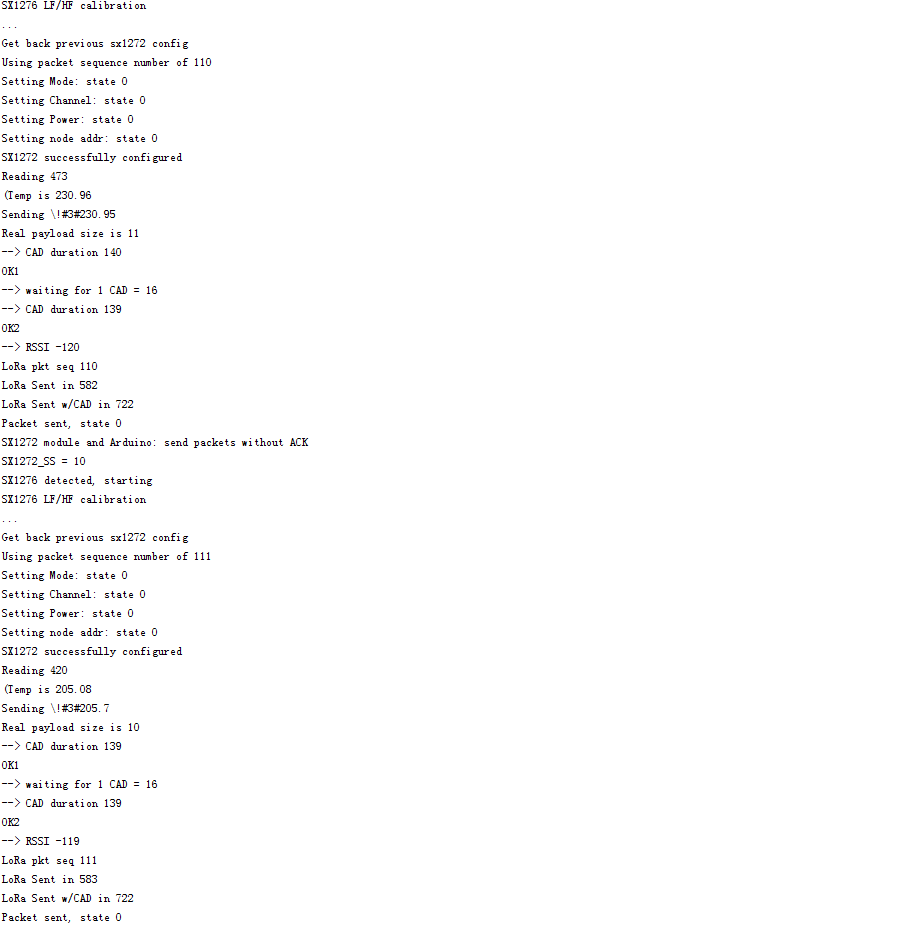 SX1276 LF/HF calibration
...
Get back previous sx1272 config
Using packet sequence number of 110
Setting Mode: state 0
Setting Channel: state 0
Setting Power: state 0
Setting node addr: state 0
SX1272 successfully configured
Reading 473
(Temp is 230.96
Sending \!#3#230.95
Real payload size is 11
--> CAD duration 140
OK1
--> waiting for 1 CAD = 16
--> CAD duration 139
OK2
--> RSSI -120
LoRa pkt seq 110
LoRa Sent in 582
LoRa Sent w/CAD in 722
Packet sent, state 0
SX1272 module and Arduino: send packets without ACK
SX1272_SS = 10
SX1276 detected, starting
SX1276 LF/HF calibration
...
Get back previous sx1272 config
Using packet sequence number of 111
Setting Mode: state 0
Setting Channel: state 0
Setting Power: state 0
Setting node addr: state 0
SX1272 successfully configured
Reading 420
(Temp is 205.08
Sending \!#3#205.7
Real payload size is 10
--> CAD duration 139
OK1
--> waiting for 1 CAD = 16
--> CAD duration 139
OK2
--> RSSI -119
LoRa pkt seq 111
LoRa Sent in 583
LoRa Sent w/CAD in 722
Packet sent, state 0